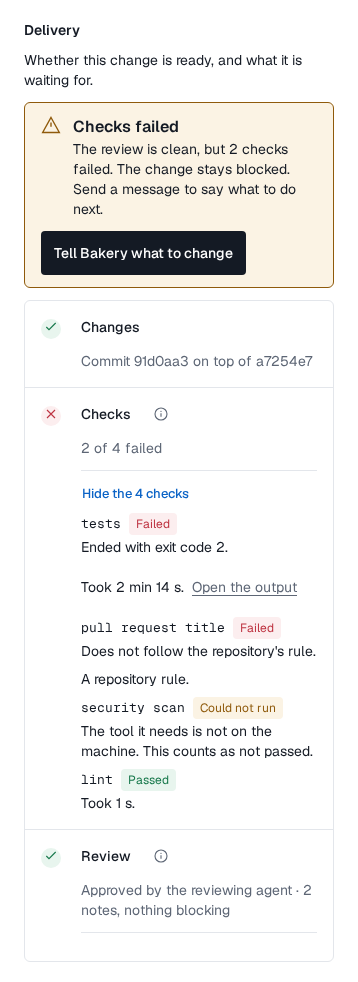 Delivery
Whether this change is ready, and what it is
waiting for.
Checks failed
The review is clean, but 2 checks
failed. The change stays blocked.
Send a message to say what to do
next.
Tell Bakery what to change
Changes
Commit 91d0aa3 on top of a7254e7
Checks
2 of 4 failed
Hide the 4 checks
tests Failed
Ended with exit code 2.
Took 2 min 14 s. Open the output
pull request title Failed
Does not follow the repository's rule.
A repository rule.
security scan Could not run
The tool it needs is not on the
machine. This counts as not passed.
lint Passed
Took 1 s.
Review
Approved by the reviewing agent · 2
notes, nothing blocking